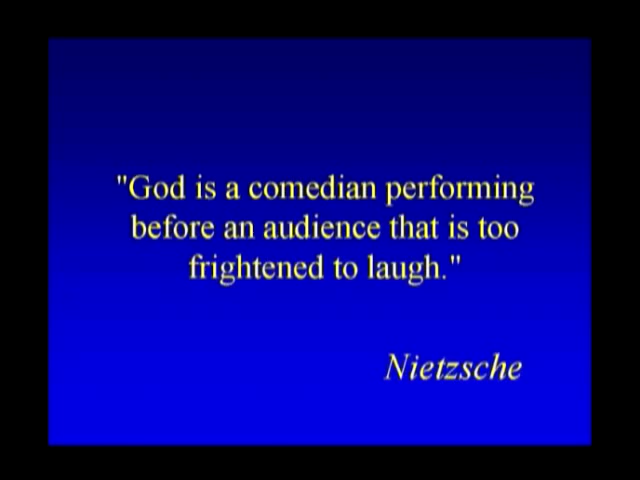 "God is a comedian performing
before an audience that is too
frightened to laugh."
Nietzsche